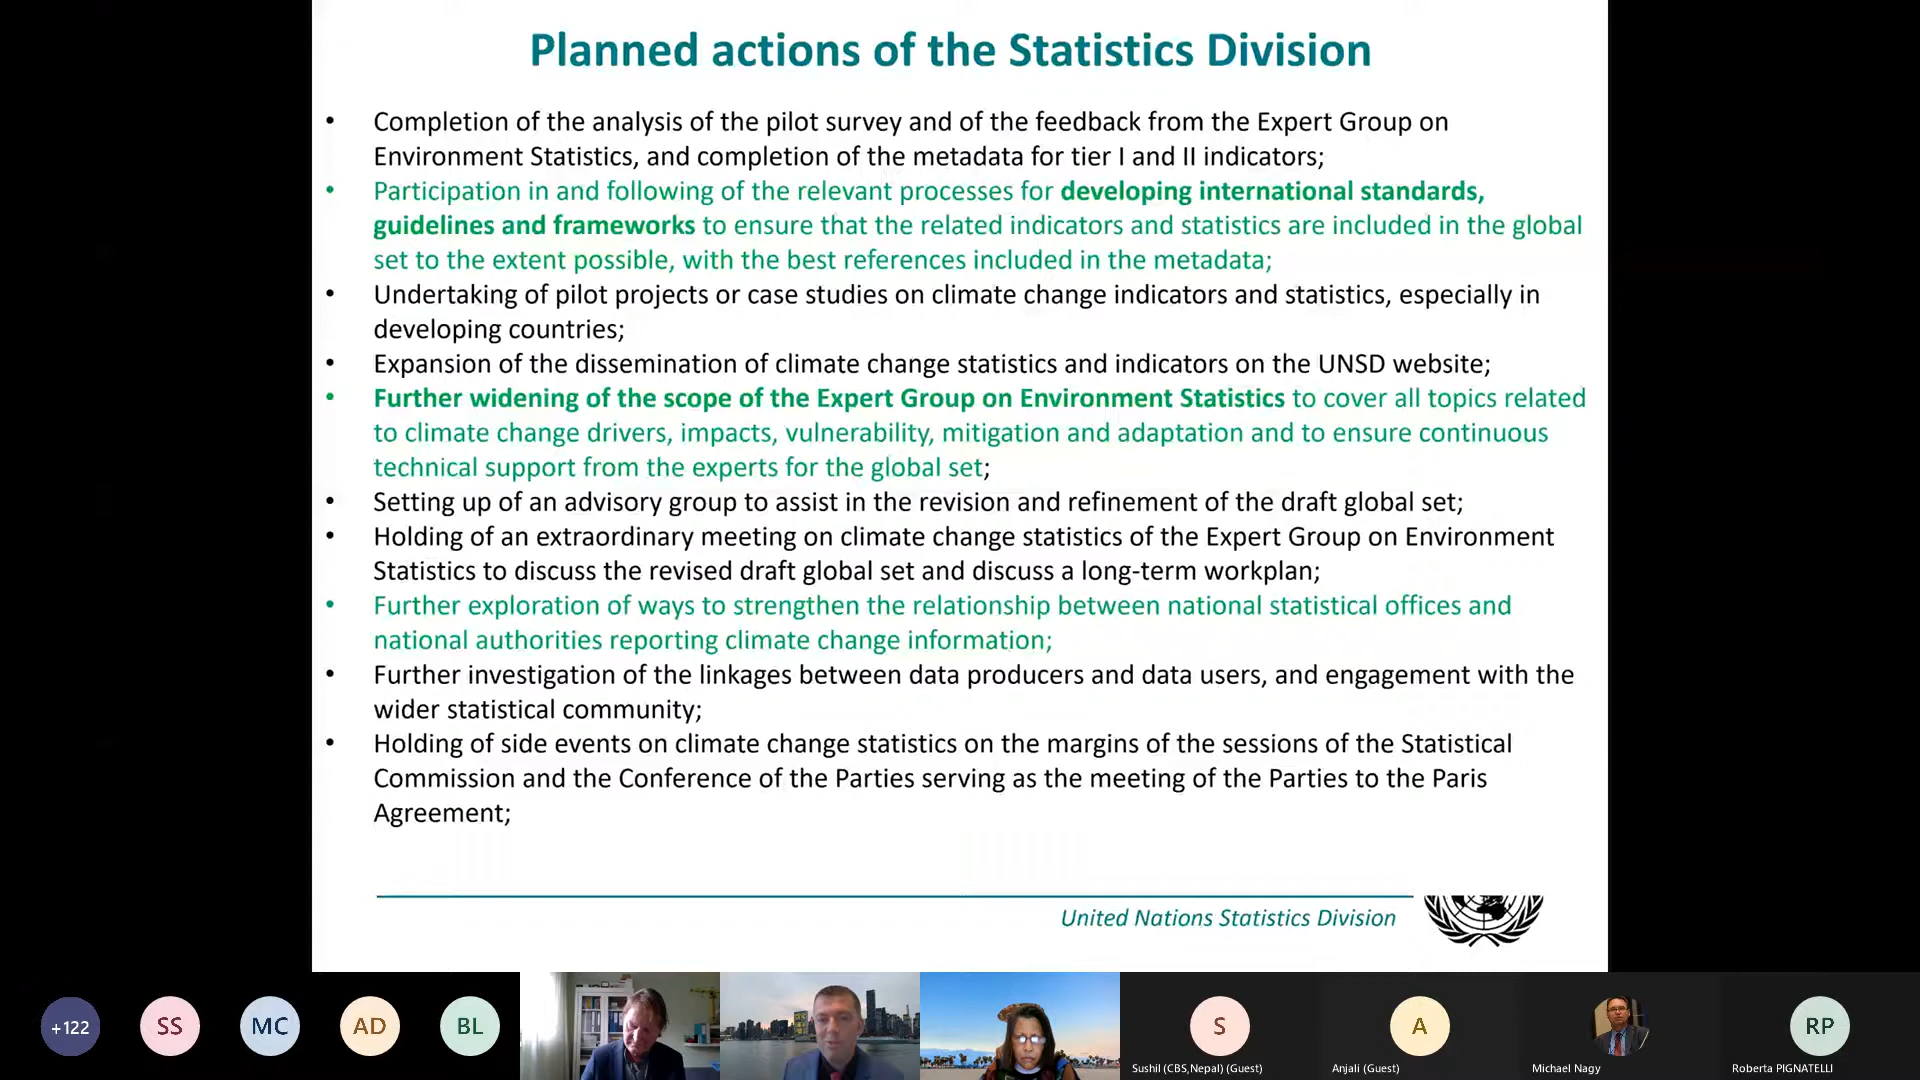 Planned actions of the Statistics Division
• Completion of the analysis of the pilot survey and of the feedback from the Expert Group on
Environment Statistics, and completion of the metadata for tier I and II indicators;
• Participation in and following of the relevant processes for developing international standards,
guidelines and frameworks to ensure that the related indicators and statistics are included in the global
set to the extent possible, with the best references included in the metadata;
• Undertaking of pilot projects or case studies on climate change indicators and statistics, especially in
developing countries;
• Expansion of the dissemination of climate change statistics and indicators on the UNSD website;
• Further widening of the scope of the Expert Group on Environment Statistics to cover all topics related
to climate change drivers, impacts, vulnerability, mitigation and adaptation and to ensure continuous
technical support from the experts for the global set;
• Setting up of an advisory group to assist in the revision and refinement of the draft global set;
• Holding of an extraordinary meeting on climate change statistics of the Expert Group on Environment
Statistics to discuss the revised draft global set and discuss a long-term workplan;
• Further exploration of ways to strengthen the relationship between national statistical offices and
national authorities reporting climate change information;
• Further investigation of the linkages between data producers and data users, and engagement with the
wider statistical community;
• Holding of side events on climate change statistics on the margins of the sessions of the Statistical
Commission and the Conference of the Parties serving as the meeting of the Parties to the Paris
Agreement;
United Nations Statistics Division
+122
SS
MC
AD
BL
S
A
RP
Sushil (CBS,Nepal) (Guest)
Anjali (Guest)
Michael Nagy
Roberta PIGNATELLI